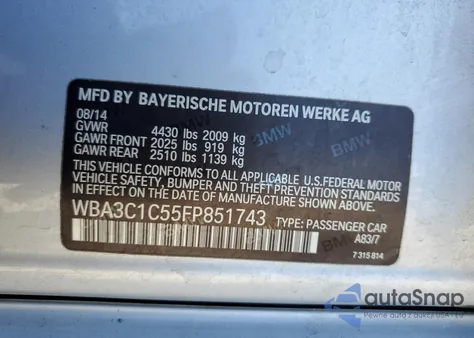 MFD BY BAYERISCHE MOTOREN WERKE AG
08/14
GVWR 4430 lbs 2009 kg
GAWR FRONT 2025 lbs 919 kg
GAWR REAR 2510 lbs 1139 kg
THIS VEHICLE CONFORMS TO ALL APPLICABLE U.S.FEDERAL MOTOR
VEHICLE SAFETY, BUMPER, AND THEFT PREVENTION STANDARDS
IN EFFECT ON THE DATE OF MANUFACTURE SHOWN ABOVE.
WBA3C1C55FP851743 TYPE: PASSENGER CAR
A83/7
7 315 814
BMW
BMW
BMW
autoSnap